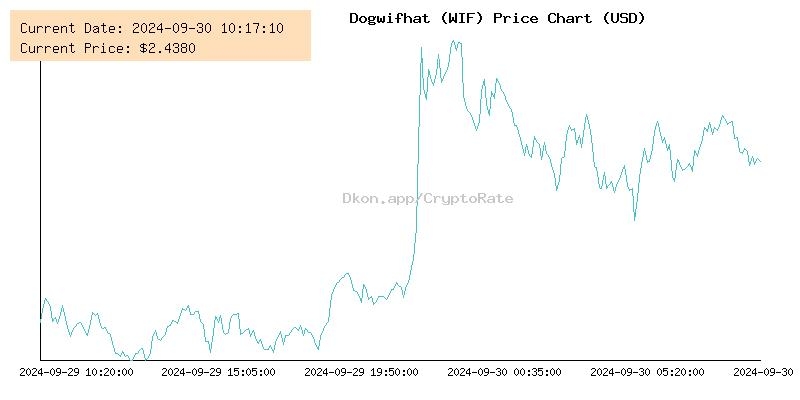 Dogwifhat (WIF) Price Chart (USD)
Current Date: 2024-09-30 10:17:10
Current Price: $2.4380
Dkon.app/CryptoRate
2024-09-29 10:20:00 2024-09-29 15:05:00 2024-09-29 19:50:00 2024-09-30 00:35:00 2024-09-30 05:20:00 2024-09-30